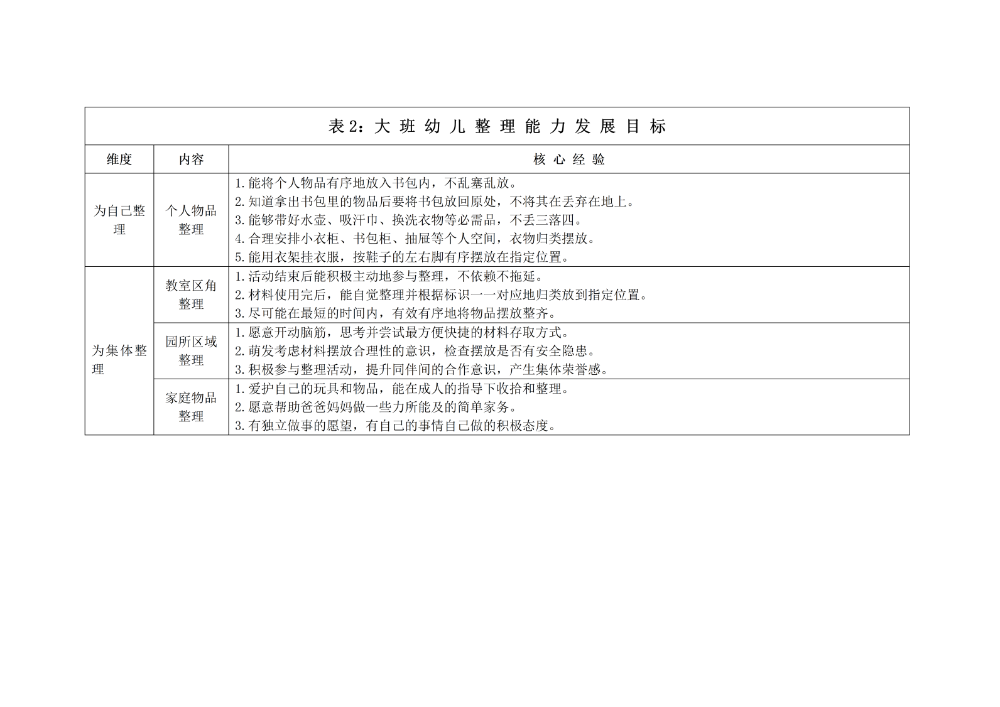 表2：大 班 幼 儿 整 理 能 力 发 展 目 标
维度 内容 核 心 经 验
为自己整
理
个人物品
整理
1.能将个人物品有序地放入书包内，不乱塞乱放。
2.知道拿出书包里的物品后要将书包放回原处，不将其在丢弃在地上。
3.能够带好水壶、吸汗巾、换洗衣物等必需品，不丢三落四。
4.合理安排小衣柜、书包柜、抽屉等个人空间，衣物归类摆放。
5.能用衣架挂衣服，按鞋子的左右脚有序摆放在指定位置。
为集体整
理
教室区角
整理
1.活动结束后能积极主动地参与整理，不依赖不拖延。
2.材料使用完后，能自觉整理并根据标识一一对应地归类放到指定位置。
3.尽可能在最短的时间内，有效有序地将物品摆放整齐。
园所区域
整理
1.愿意开动脑筋，思考并尝试最方便快捷的材料存取方式。
2.萌发考虑材料摆放合理性的意识，检查摆放是否有安全隐患。
3.积极参与整理活动，提升同伴间的合作意识，产生集体荣誉感。
家庭物品
整理
1.爱护自己的玩具和物品，能在成人的指导下收拾和整理。
2.愿意帮助爸爸妈妈做一些力所能及的简单家务。
3.有独立做事的愿望，有自己的事情自己做的积极态度。